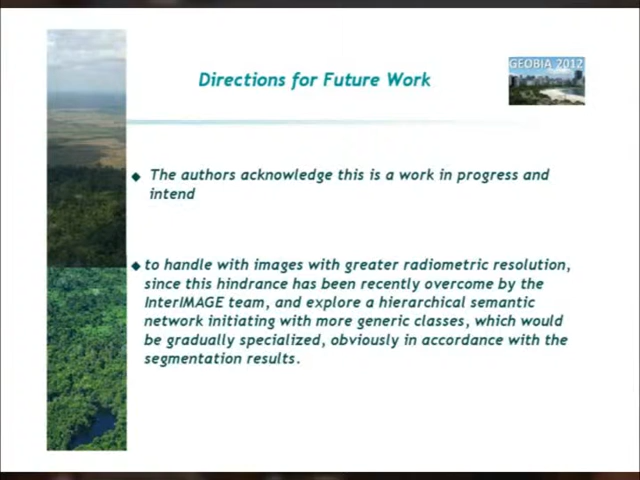 Directions for Future Work
GEOBIA 2012
The authors acknowledge this is a work in progress and
intend
to handle with images with greater radiometric resolution,
since this hindrance has been recently overcome by the
InterIMAGE team, and explore a hierarchical semantic
network initiating with more generic classes, which would
be gradually specialized, obviously in accordance with the
segmentation results.